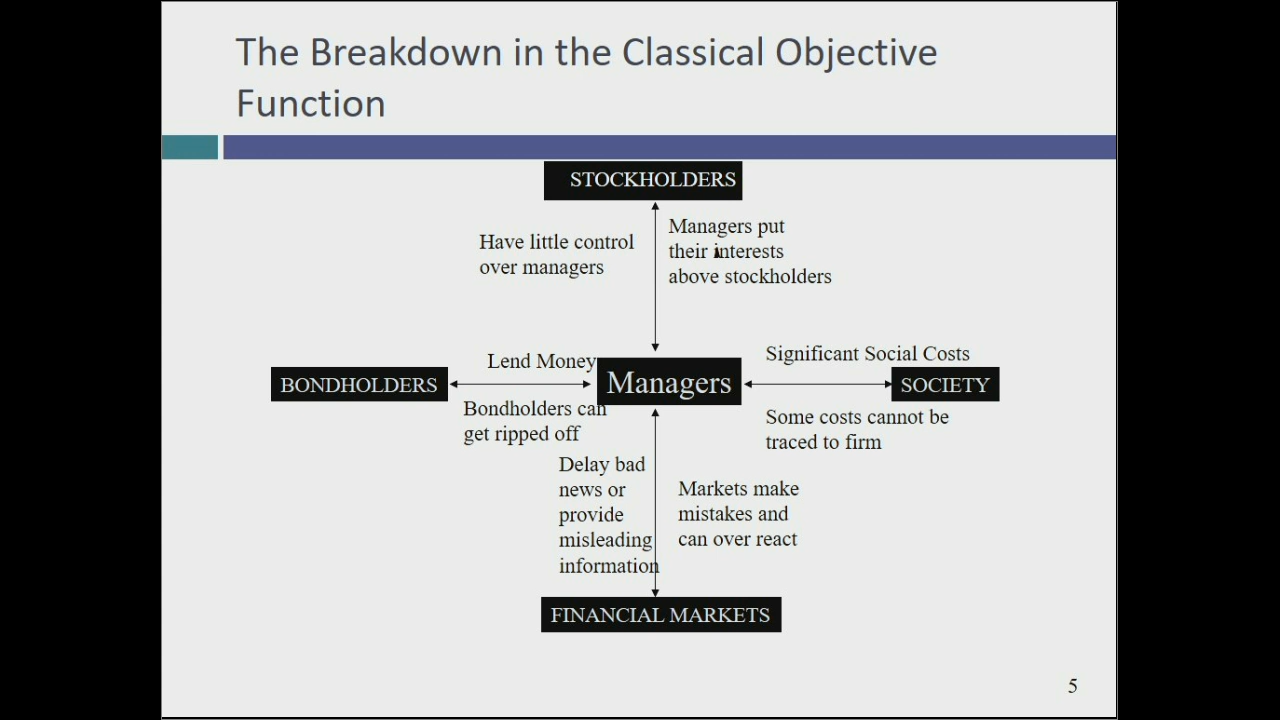 The Breakdown in the Classical Objective
Function
STOCKHOLDERS
Have little control
over managers
Managers put
their interests
above stockholders
Lend Money
Significant Social Costs
BONDHOLDERS
Managers
SOCIETY
Bondholders can
get ripped off
Some costs cannot be
traced to firm
Delay bad
news or
provide
misleading
information
Markets make
mistakes and
can over react
FINANCIAL MARKETS
5